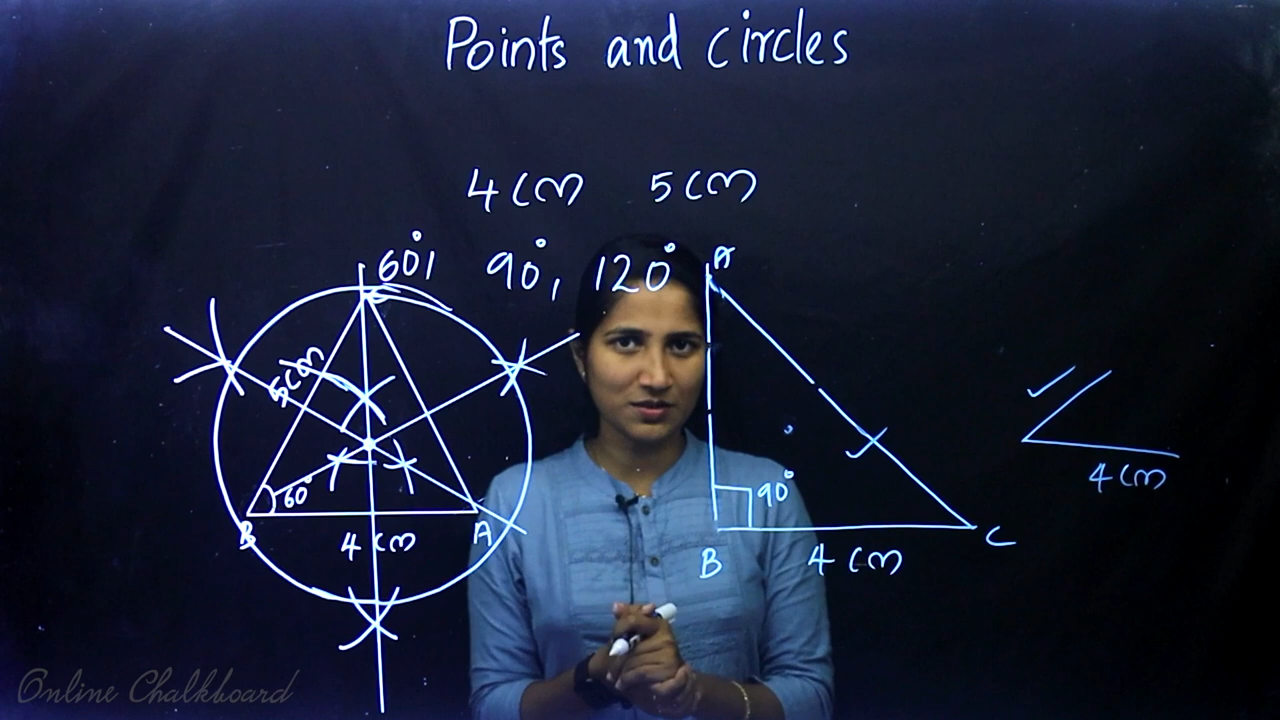 Points and circles
4 cm 5 cm
60°, 90°, 120°
5 cm
60°
B 4 cm A
A
90°
B 4 cm C
4 cm
Online Chalkboard